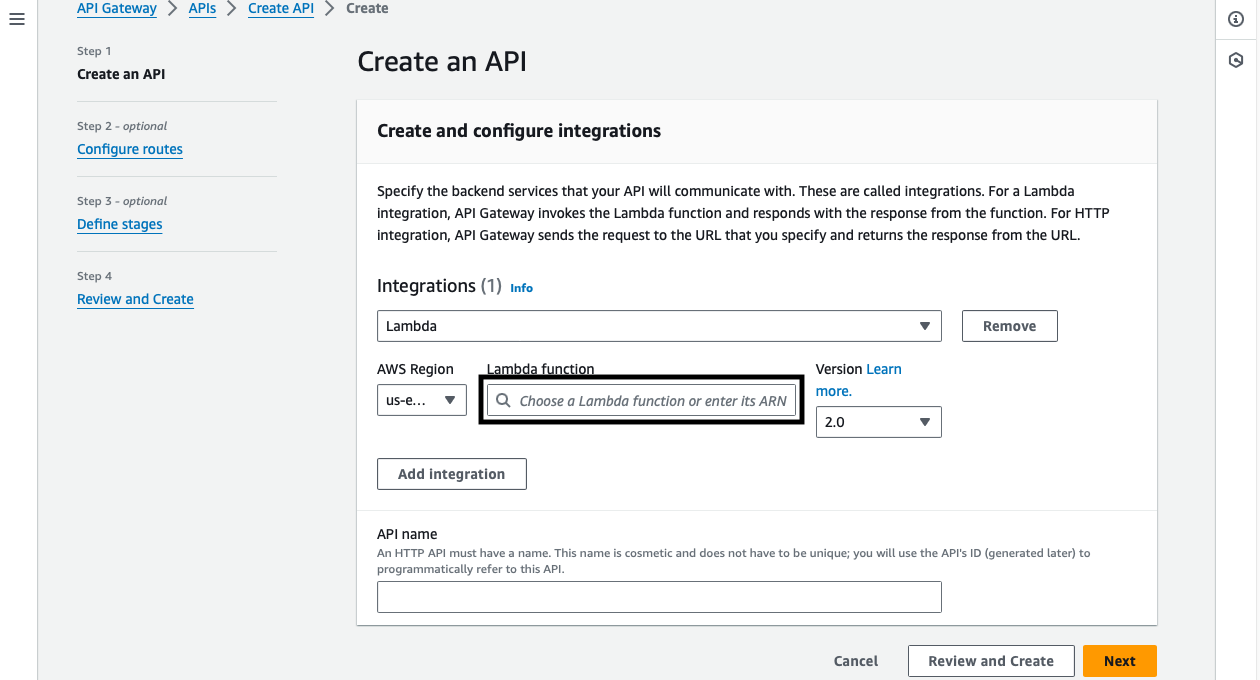 API Gateway > APIs > Create API > Create
Step 1
Create an API
Step 2 - optional
Configure routes
Step 3 - optional
Define stages
Step 4
Review and Create
Create an API
Create and configure integrations
Specify the backend services that your API will communicate with. These are called integrations. For a Lambda
integration, API Gateway invokes the Lambda function and responds with the response from the function. For HTTP
integration, API Gateway sends the request to the URL that you specify and returns the response from the URL.
Integrations (1) Info
Lambda
Remove
AWS Region
us-e...
Lambda function
Choose a Lambda function or enter its ARN
Version Learn
more.
2.0
Add integration
API name
An HTTP API must have a name. This name is cosmetic and does not have to be unique; you will use the API's ID (generated later) to
programmatically refer to this API.
Cancel
Review and Create
Next